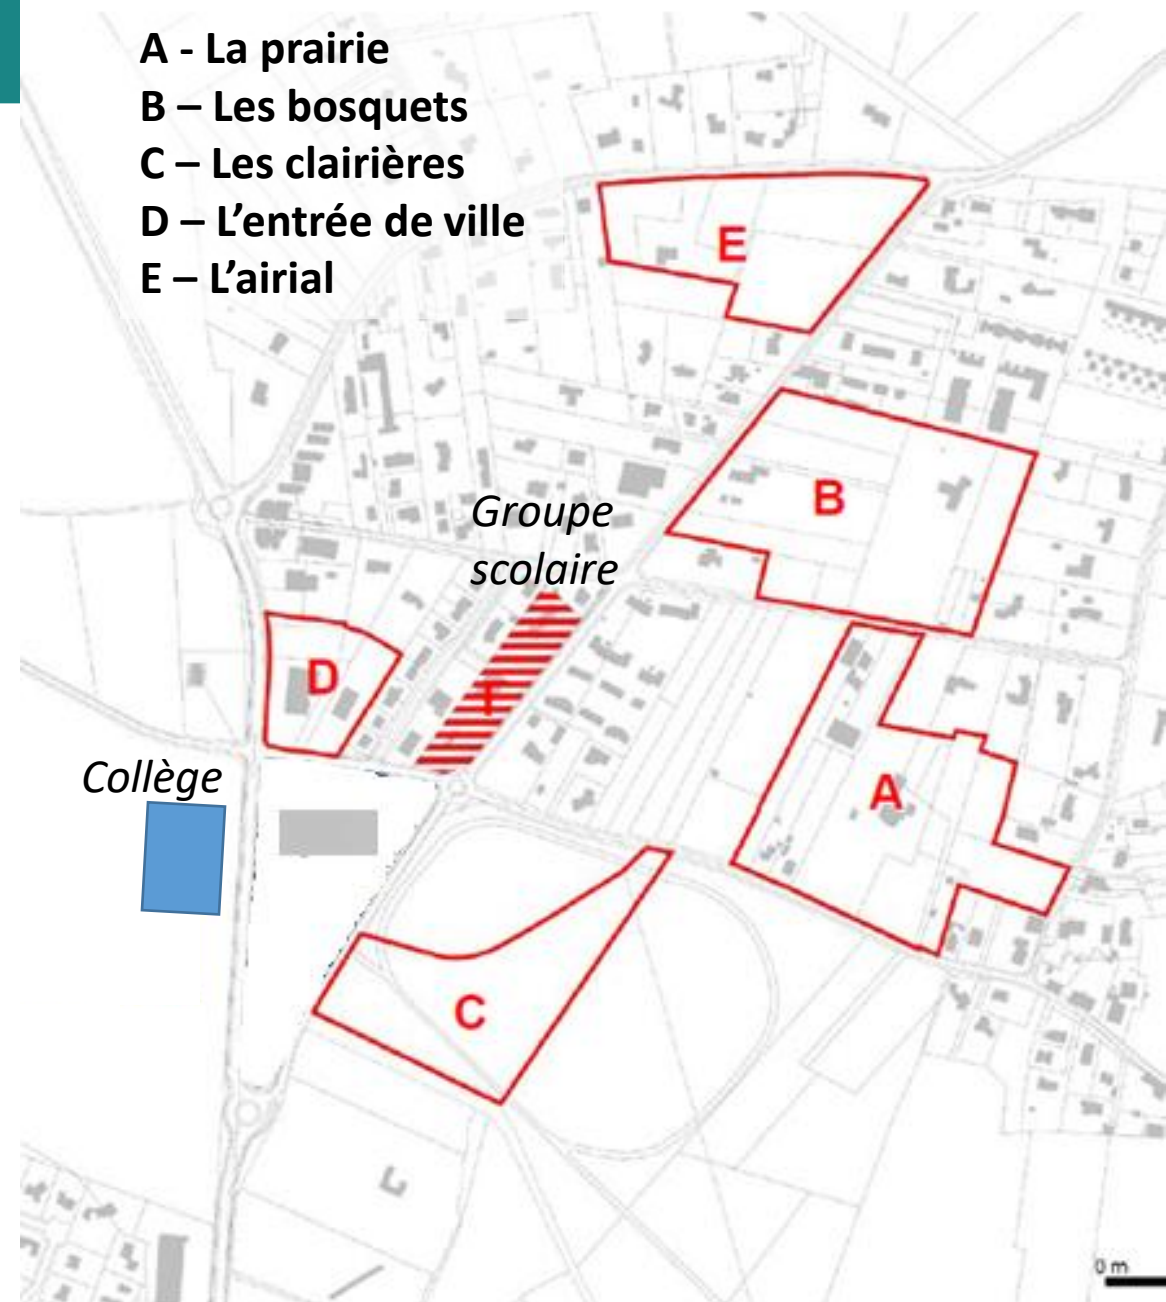 A - La prairie
B – Les bosquets
C – Les clairières
D – L'entrée de ville
E – L'airial
E
B
Groupe
scolaire
D
A
Collège
C
0 m